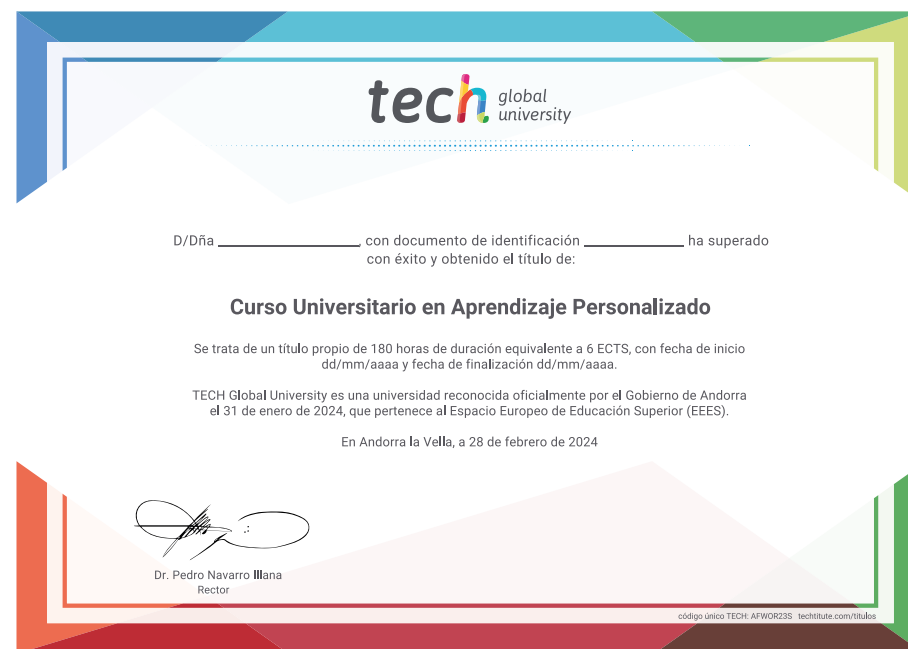 tech global university
D/Dña ____________________, con documento de identificación ______________ ha superado
con éxito y obtenido el título de:
Curso Universitario en Aprendizaje Personalizado
Se trata de un título propio de 180 horas de duración equivalente a 6 ECTS, con fecha de inicio
dd/mm/aaaa y fecha de finalización dd/mm/aaaa.
TECH Global University es una universidad reconocida oficialmente por el Gobierno de Andorra
el 31 de enero de 2024, que pertenece al Espacio Europeo de Educación Superior (EEES).
En Andorra la Vella, a 28 de febrero de 2024
Dr. Pedro Navarro Illana
Rector
código único TECH: AFWOR23S techtitute.com/titulos